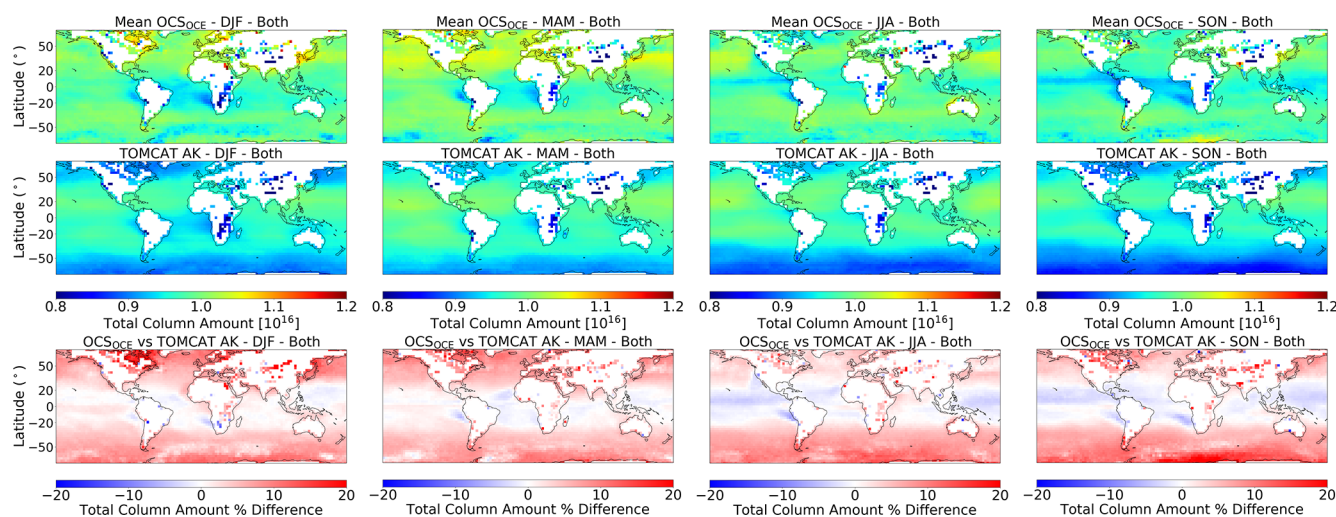 Mean OCS_OCE - DJF - Both
Mean OCS_OCE - MAM - Both
Mean OCS_OCE - JJA - Both
Mean OCS_OCE - SON - Both
Latitude (°)
50
20
0
−20
−50
TOMCAT AK - DJF - Both
TOMCAT AK - MAM - Both
TOMCAT AK - JJA - Both
TOMCAT AK - SON - Both
Latitude (°)
50
20
0
−20
−50
0.8 0.9 1.0 1.1 1.2
Total Column Amount [10^16]
0.8 0.9 1.0 1.1 1.2
Total Column Amount [10^16]
0.8 0.9 1.0 1.1 1.2
Total Column Amount [10^16]
0.8 0.9 1.0 1.1 1.2
Total Column Amount [10^16]
OCS_OCE vs TOMCAT AK - DJF - Both
OCS_OCE vs TOMCAT AK - MAM - Both
OCS_OCE vs TOMCAT AK - JJA - Both
OCS_OCE vs TOMCAT AK - SON - Both
Latitude (°)
50
20
0
−20
−50
−20 −10 0 10 20
Total Column Amount % Difference
−20 −10 0 10 20
Total Column Amount % Difference
−20 −10 0 10 20
Total Column Amount % Difference
−20 −10 0 10 20
Total Column Amount % Difference